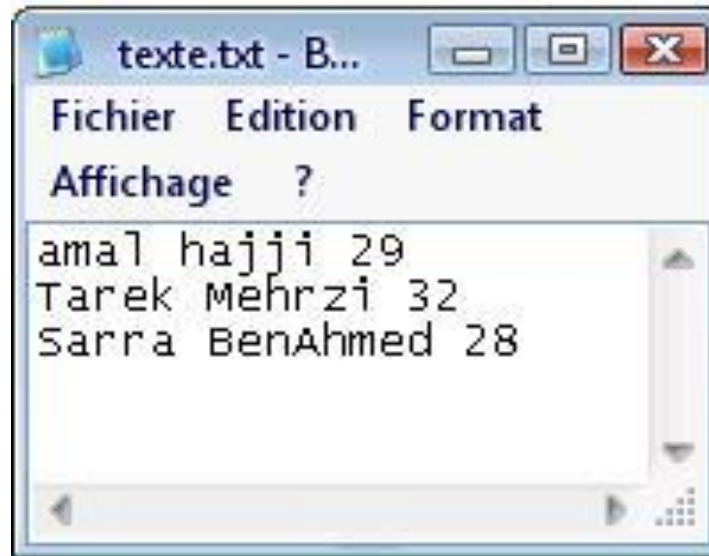 texte.txt - B...
Fichier Edition Format
Affichage ?
amal hajji 29
Tarek Mehrzi 32
Sarra BenAhmed 28